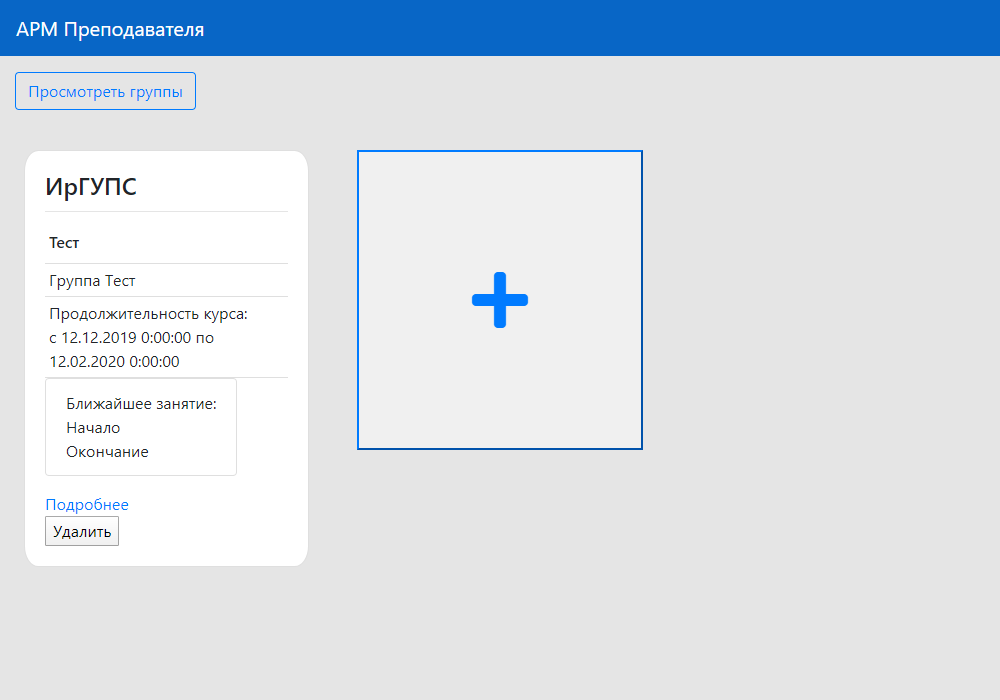 АРМ Преподавателя
Просмотреть группы
ИрГУПС
Тест
Группа Тест
Продолжительность курса:
с 12.12.2019 0:00:00 по
12.02.2020 0:00:00
Ближайшее занятие:
Начало
Окончание
Подробнее
Удалить